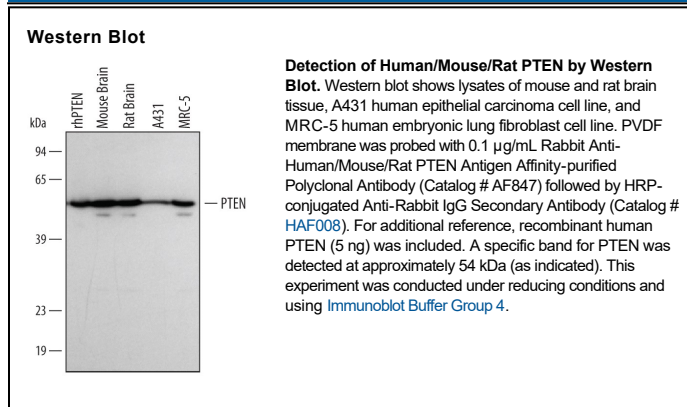 Western Blot
rhPTEN
Mouse Brain
Rat Brain
A431
MRC-5
kDa
94
65
PTEN
39
23
19
Detection of Human/Mouse/Rat PTEN by Western
Blot. Western blot shows lysates of mouse and rat brain
tissue, A431 human epithelial carcinoma cell line, and
MRC-5 human embryonic lung fibroblast cell line. PVDF
membrane was probed with 0.1 µg/mL Rabbit Anti-
Human/Mouse/Rat PTEN Antigen Affinity-purified
Polyclonal Antibody (Catalog # AF847) followed by HRP-
conjugated Anti-Rabbit IgG Secondary Antibody (Catalog #
HAF008). For additional reference, recombinant human
PTEN (5 ng) was included. A specific band for PTEN was
detected at approximately 54 kDa (as indicated). This
experiment was conducted under reducing conditions and
using Immunoblot Buffer Group 4.